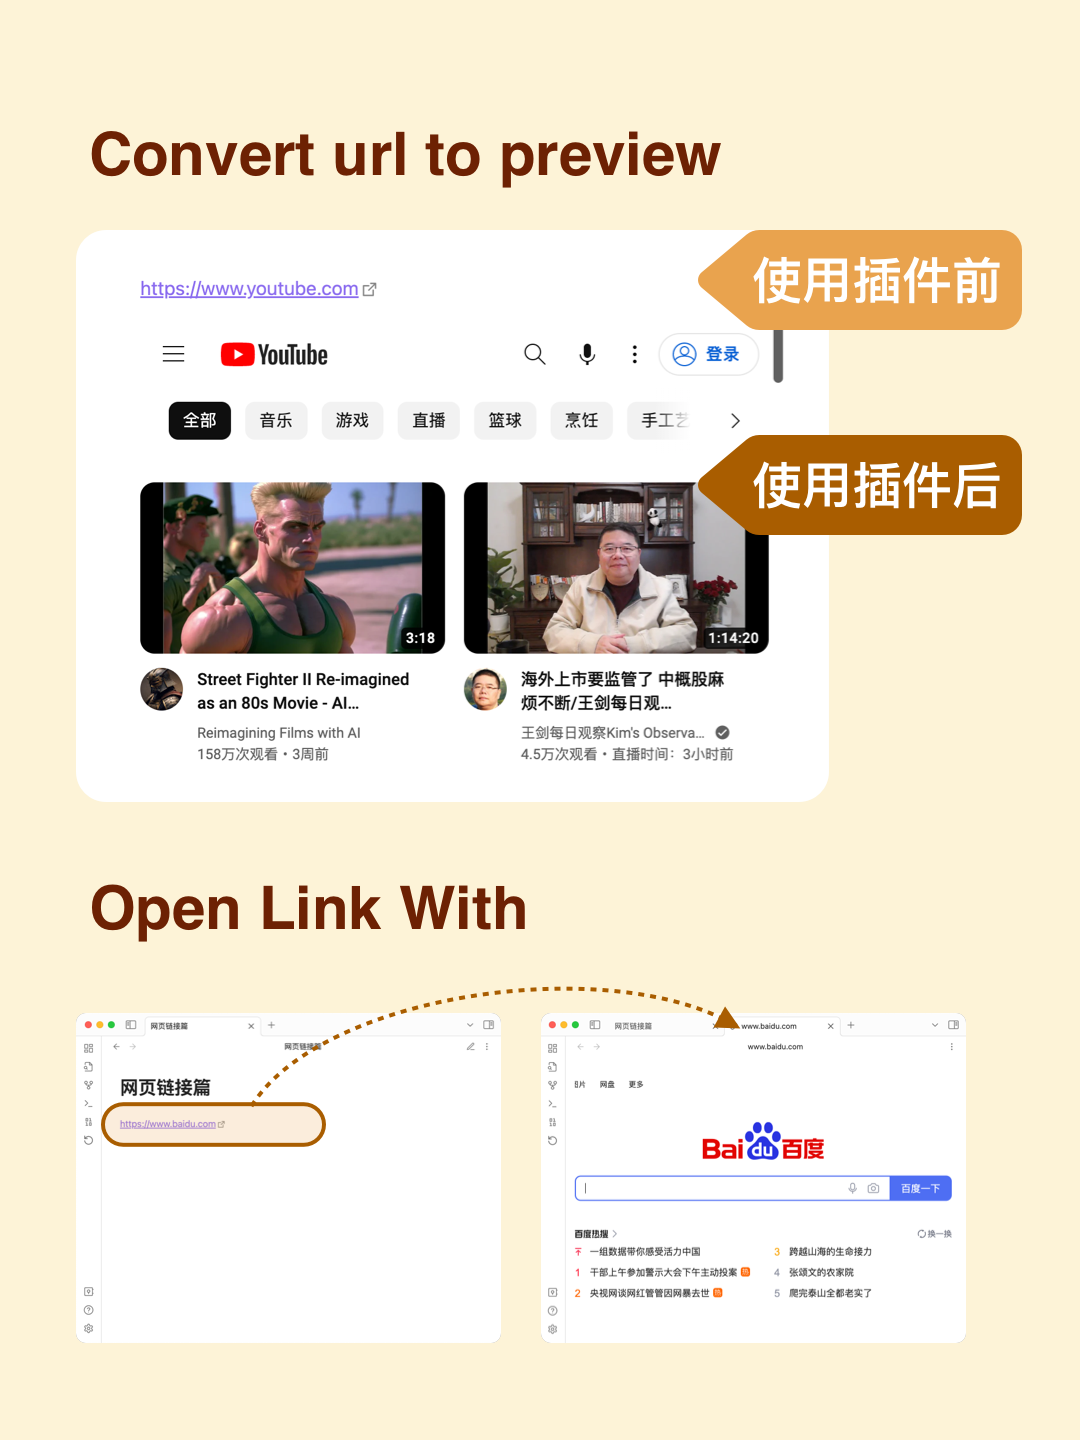 Convert url to preview
使用插件前
https://www.youtube.com
YouTube
登录
全部 音乐 游戏 直播 篮球 烹饪 手工艺
使用插件后
3:18
1:14:20
Street Fighter II Re-imagined
as an 80s Movie - AI...
Reimagining Films with AI
158万次观看・3周前
海外上市要监管了 中概股麻
烦不断/王剑每日观...
王剑每日观察Kim's Observa...
4.5万次观看・直播时间：3小时前
Open Link With
网页链接篇
网页链接篇
网页链接篇
https://www.baidu.com
网页链接篇
www.baidu.com
www.baidu.com
图片 网盘 更多
Bai du 百度
百度一下
百度热搜
换一换
一组数据带你感受活力中国
1 干部上午参加警示大会下午主动投案 热
2 央视网谈网红管管因网暴去世 热
3 跨越山海的生命接力
4 张颂文的农家院
5 爬完泰山全都老实了